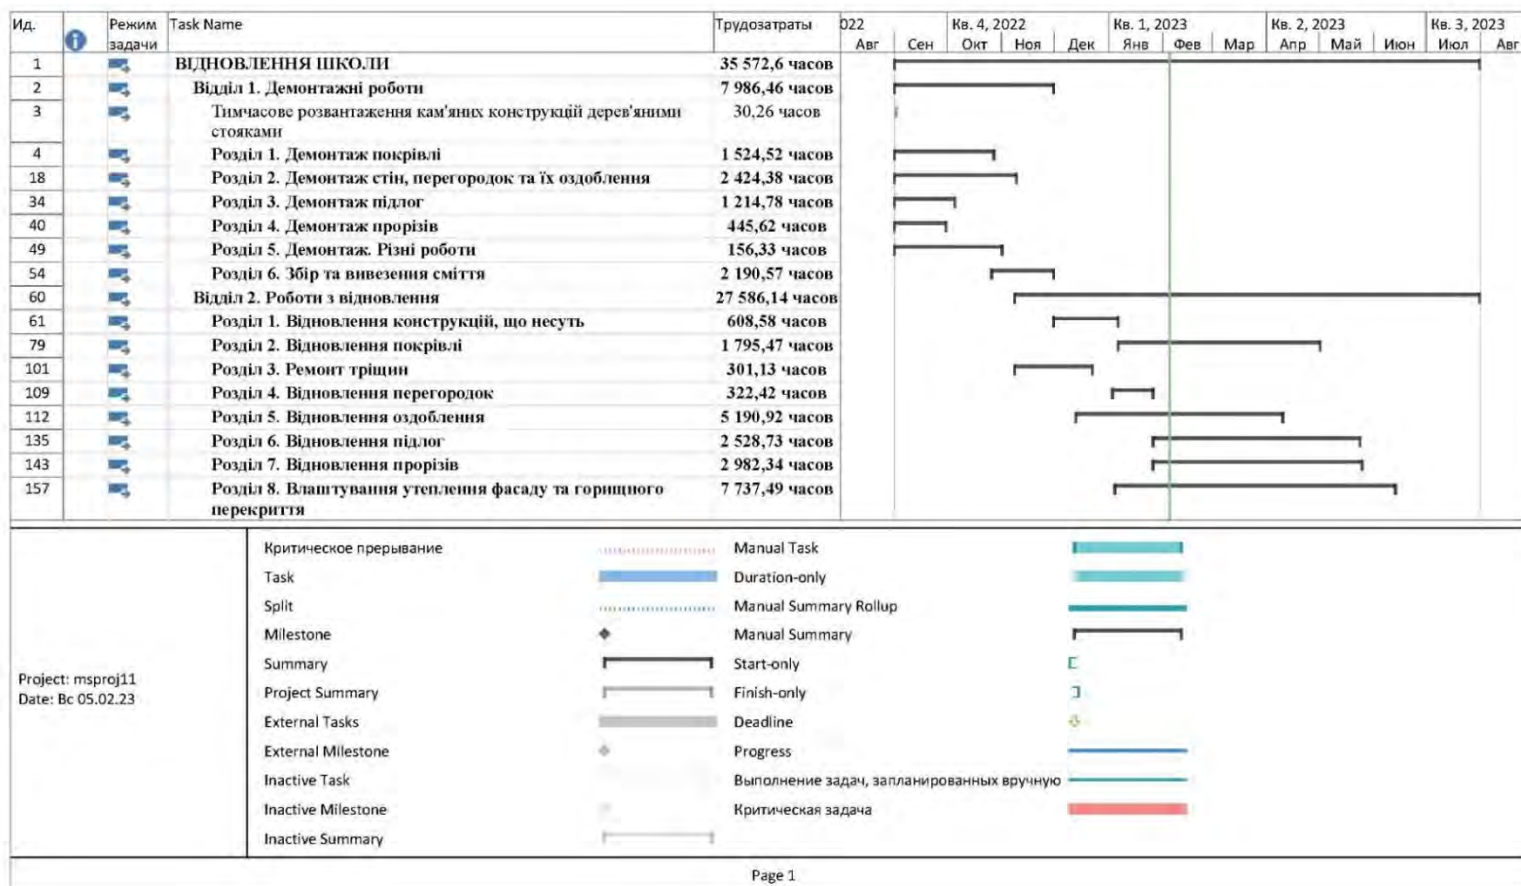 Ид. Режим задачи Task Name Трудозатраты 022 Кв. 4, 2022 Кв. 1, 2023 Кв. 2, 2023 Кв. 3, 2023
Авг Сен Окт Ноя Дек Янв Фев Мар Апр Май Июн Июл Авг
1 ВІДНОВЛЕННЯ ШКОЛИ 35 572,6 часов
2 Відділ 1. Демонтажні роботи 7 986,46 часов
3 Тимчасове розвантаження кам'яних конструкцій дерев'яними 30,26 часов
стояками
4 Розділ 1. Демонтаж покрівлі 1 524,52 часов
18 Розділ 2. Демонтаж стін, перегородок та їх оздоблення 2 424,38 часов
34 Розділ 3. Демонтаж підлог 1 214,78 часов
40 Розділ 4. Демонтаж прорізів 445,62 часов
49 Розділ 5. Демонтаж. Різні роботи 156,33 часов
54 Розділ 6. Збір та вивезення сміття 2 190,57 часов
60 Відділ 2. Роботи з відновлення 27 586,14 часов
61 Розділ 1. Відновлення конструкцій, що несуть 608,58 часов
79 Розділ 2. Відновлення покрівлі 1 795,47 часов
101 Розділ 3. Ремонт тріщин 301,13 часов
109 Розділ 4. Відновлення перегородок 322,42 часов
112 Розділ 5. Відновлення оздоблення 5 190,92 часов
135 Розділ 6. Відновлення підлог 2 528,73 часов
143 Розділ 7. Відновлення прорізів 2 982,34 часов
157 Розділ 8. Влаштування утеплення фасаду та горищного 7 737,49 часов
перекриття
Project: msproj11
Date: Вс 05.02.23
Критическое прерывание
Task
Split
Milestone
Summary
Project Summary
External Tasks
External Milestone
Inactive Task
Inactive Milestone
Inactive Summary
Manual Task
Duration-only
Manual Summary Rollup
Manual Summary
Start-only
Finish-only
Deadline
Progress
Выполнение задач, запланированных вручную
Критическая задача
Page 1